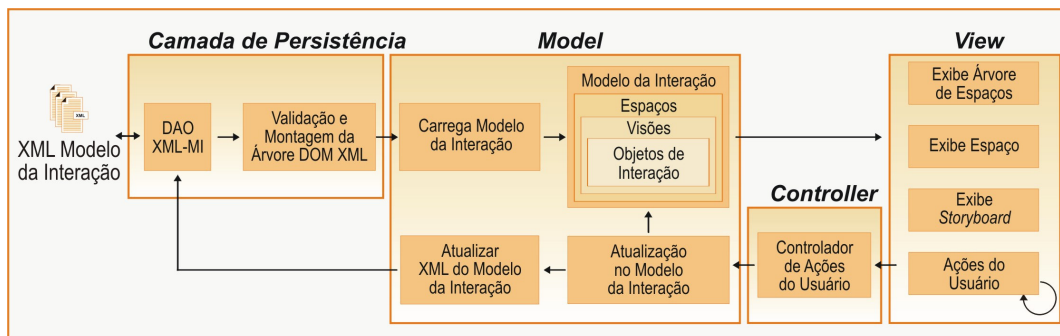 Camada de Persistência
Model
View
XML
XML Modelo
da Interação
DAO
XML-MI
Validação e
Montagem da
Árvore DOM XML
Carrega Modelo
da Interação
Modelo da Interação
Espaços
Visões
Objetos de
Interação
Exibe Árvore
de Espaços
Exibe Espaço
Exibe
Storyboard
Ações do
Usuário
Controller
Controlador
de Ações
do Usuário
Atualização
no Modelo
da Interação
Atualizar
XML do Modelo
da Interação